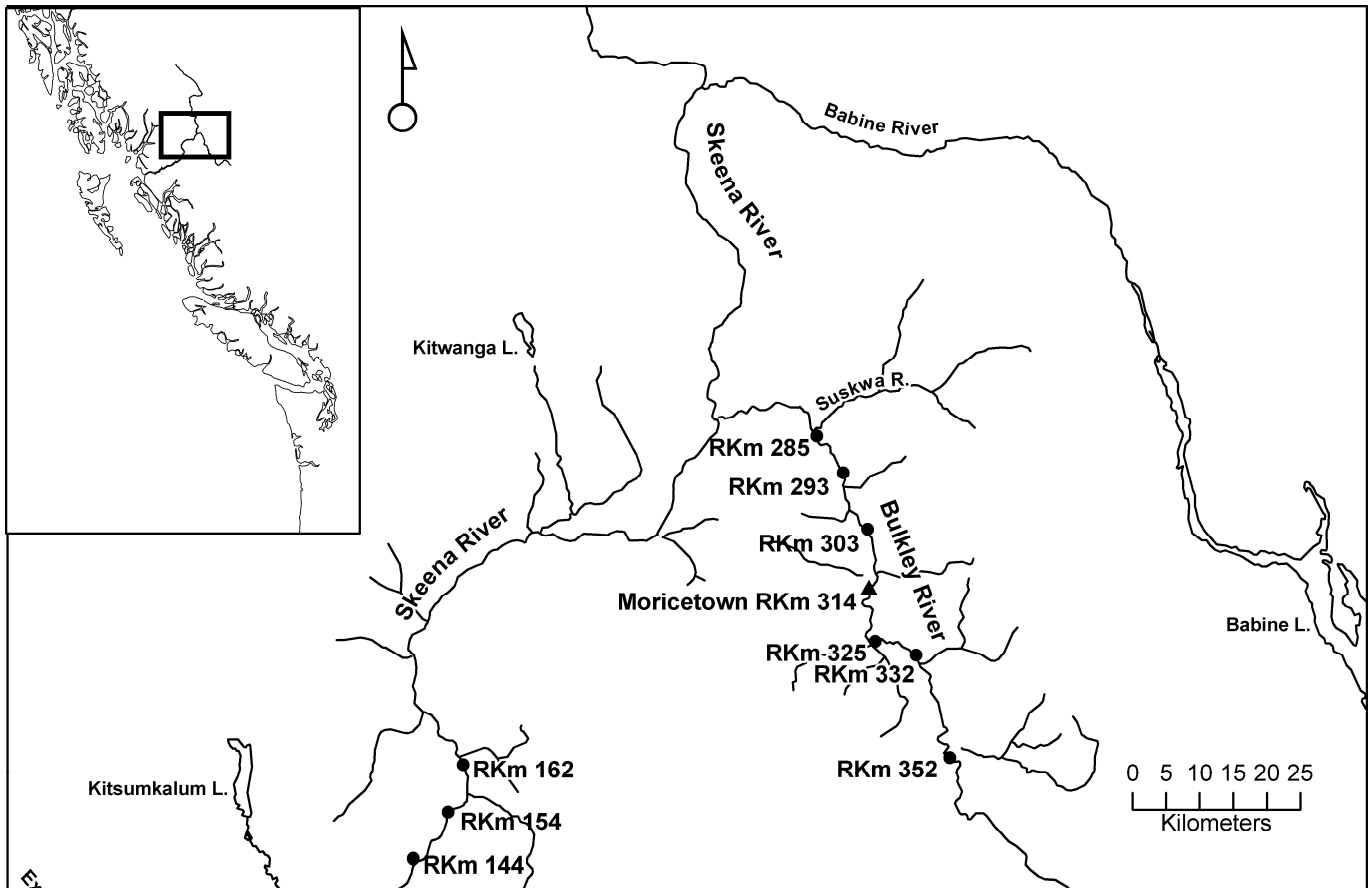 Babine River
Skeena River
Kitwanga L.
Suskwa R.
RKm 285
RKm 293
Skeena River
Bulkley River
RKm 303
Moricetown RKm 314
Babine L.
RKm 325
RKm 332
RKm 162
RKm 352
Kitsumkalum L.
0 5 10 15 20 25
Kilometers
RKm 154
RKm 144
Ex